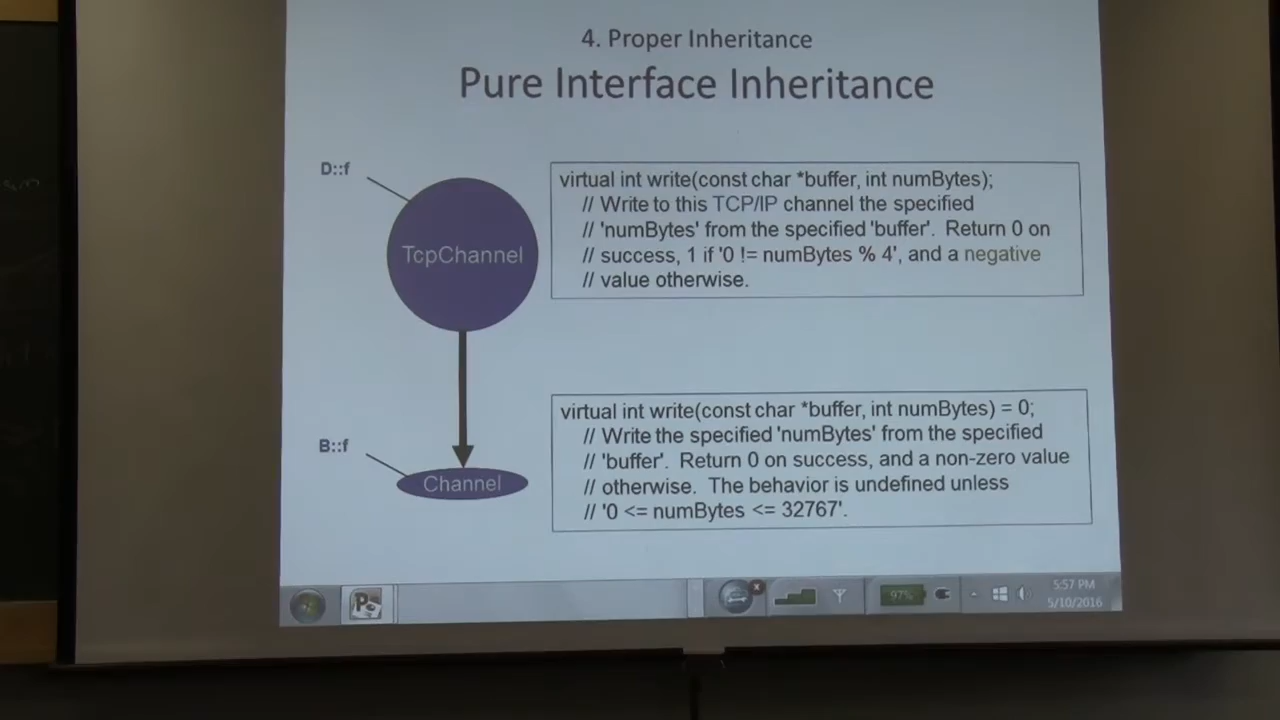 4. Proper Inheritance
Pure Interface Inheritance
D::f
TcpChannel
virtual int write(const char *buffer, int numBytes);
// Write to this TCP/IP channel the specified
// 'numBytes' from the specified 'buffer'.  Return 0 on
// success, 1 if '0 != numBytes % 4', and a negative
// value otherwise.
B::f
Channel
virtual int write(const char *buffer, int numBytes) = 0;
// Write the specified 'numBytes' from the specified
// 'buffer'.  Return 0 on success, and a non-zero value
// otherwise.  The behavior is undefined unless
// '0 <= numBytes <= 32767'.
97%
5:57 PM
5/10/2016